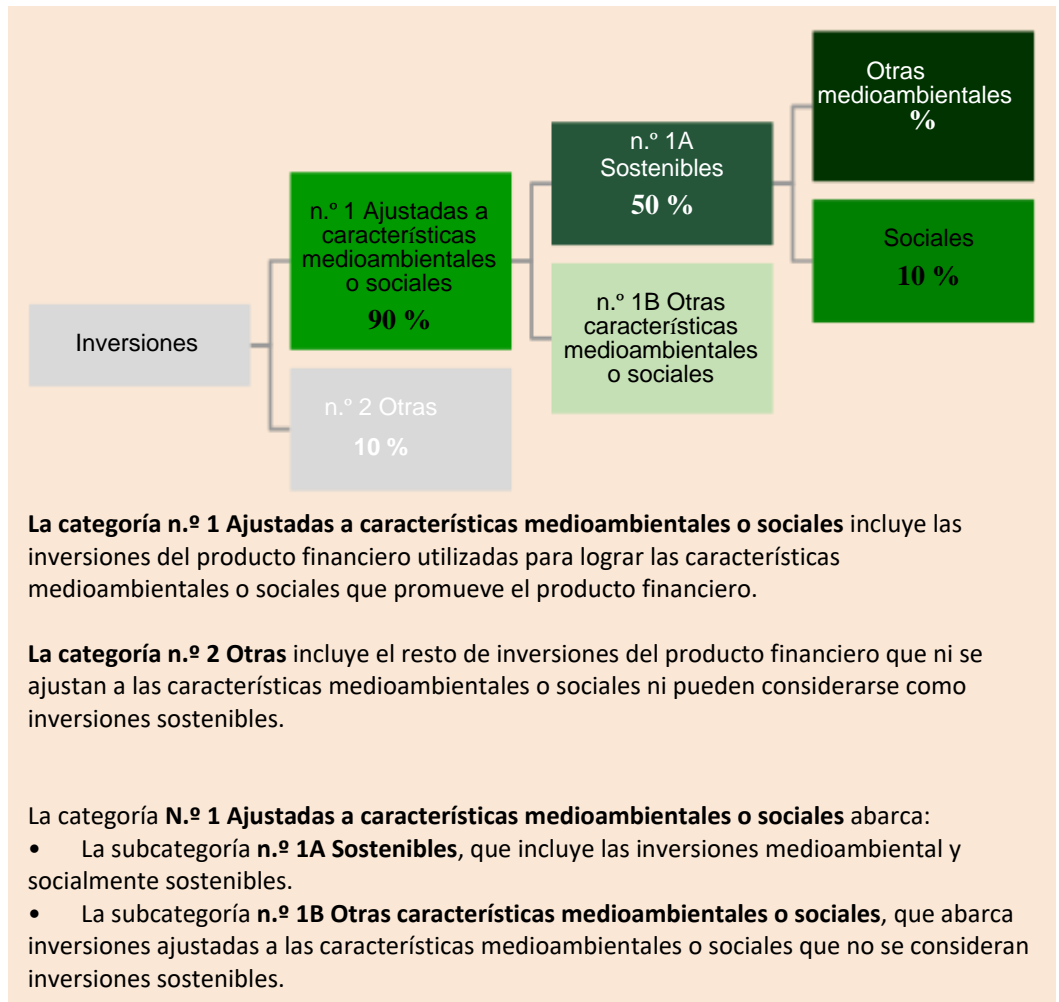 Inversiones
n.º 1 Ajustadas a
características
medioambientales
o sociales
90 %
n.º 2 Otras
10 %
n.º 1A
Sostenibles
50 %
n.º 1B Otras
características
medioambientales
o sociales
Otras
medioambientales
%
Sociales
10 %
La categoría n.º 1 Ajustadas a características medioambientales o sociales incluye las
inversiones del producto financiero utilizadas para lograr las características
medioambientales o sociales que promueve el producto financiero.
La categoría n.º 2 Otras incluye el resto de inversiones del producto financiero que ni se
ajustan a las características medioambientales o sociales ni pueden considerarse como
inversiones sostenibles.
La categoría N.º 1 Ajustadas a características medioambientales o sociales abarca:
• La subcategoría n.º 1A Sostenibles, que incluye las inversiones medioambiental y
socialmente sostenibles.
• La subcategoría n.º 1B Otras características medioambientales o sociales, que abarca
inversiones ajustadas a las características medioambientales o sociales que no se consideran
inversiones sostenibles.